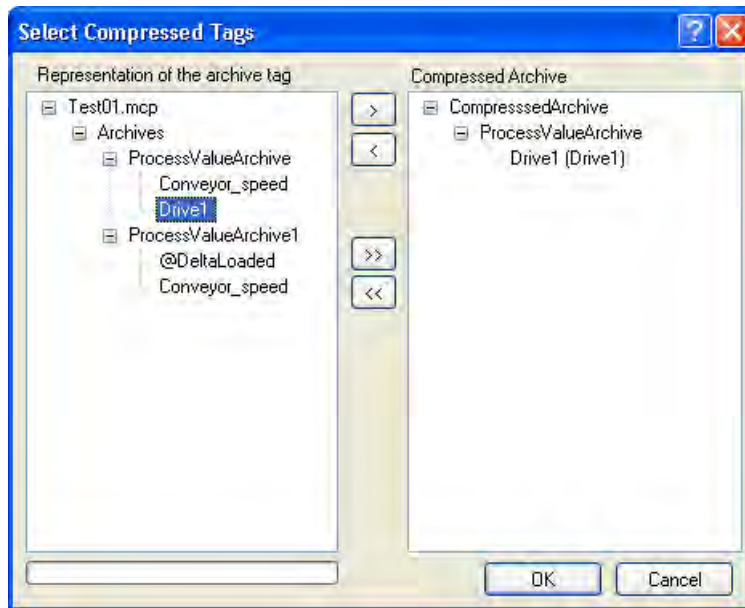 Select Compressed Tags
?
X
Representation of the archive tag
Test01.mcp
Archives
ProcessValueArchive
Conveyor_speed
Drive1
ProcessValueArchive1
@DeltaLoaded
Conveyor_speed
>
<
>>
<<
Compressed Archive
CompresssedArchive
ProcessValueArchive
Drive1 (Drive1)
OK
Cancel